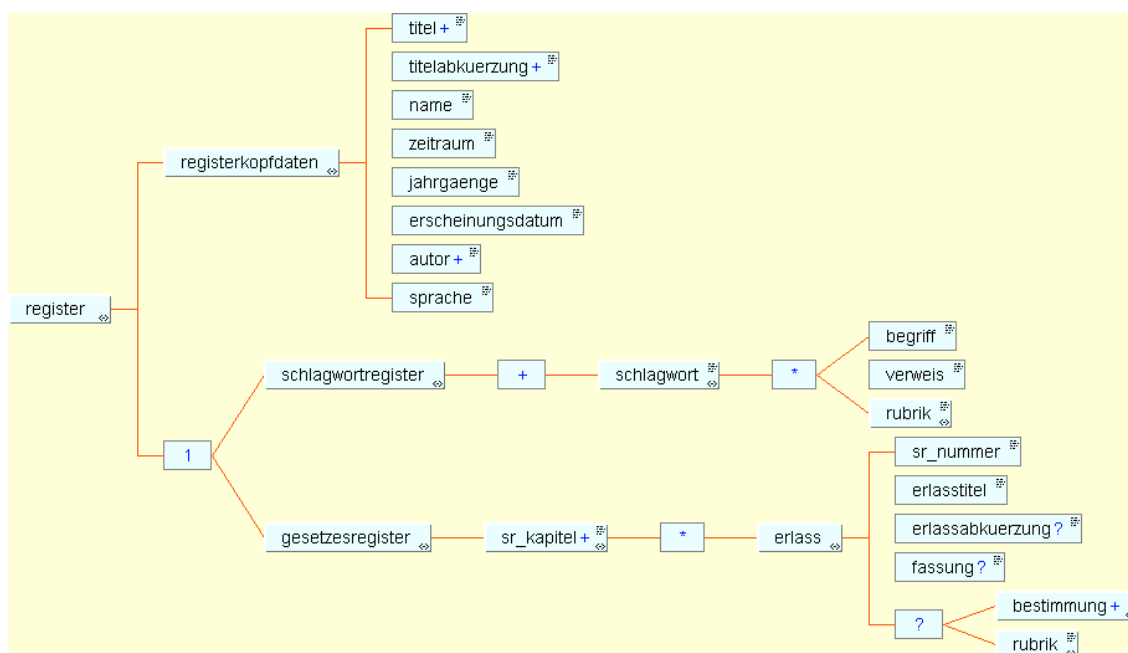 titel +
titelabkuerzung +
name
zeitraum
registerkopfdaten
jahrgaenge
erscheinungsdatum
autor +
sprache
register
begriff
schlagwortregister
+
schlagwort
*
verweis
rubrik
1
sr_nummer
erlasstitel
gesetzesregister
sr_kapitel +
*
erlass
erlassabkuerzung ?
fassung ?
?
bestimmung +
rubrik